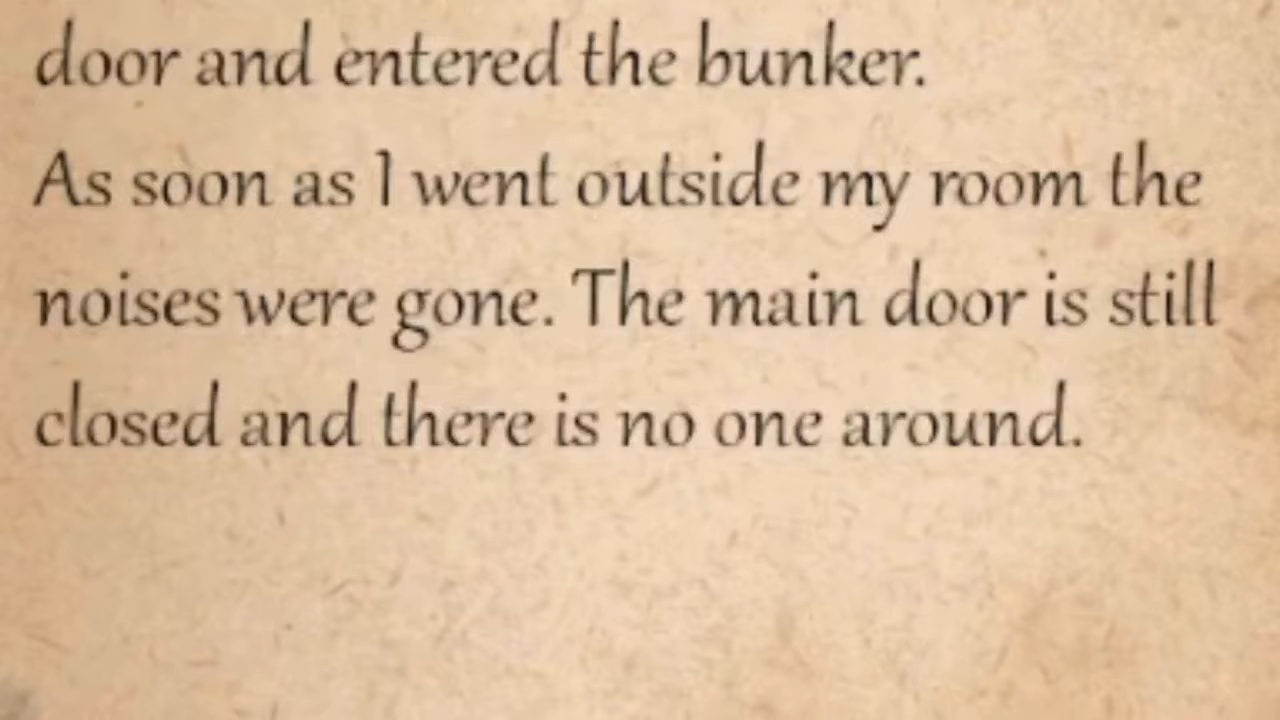 door and entered the bunker.
As soon as I went outside my room the
noises were gone. The main door is still
closed and there is no one around.